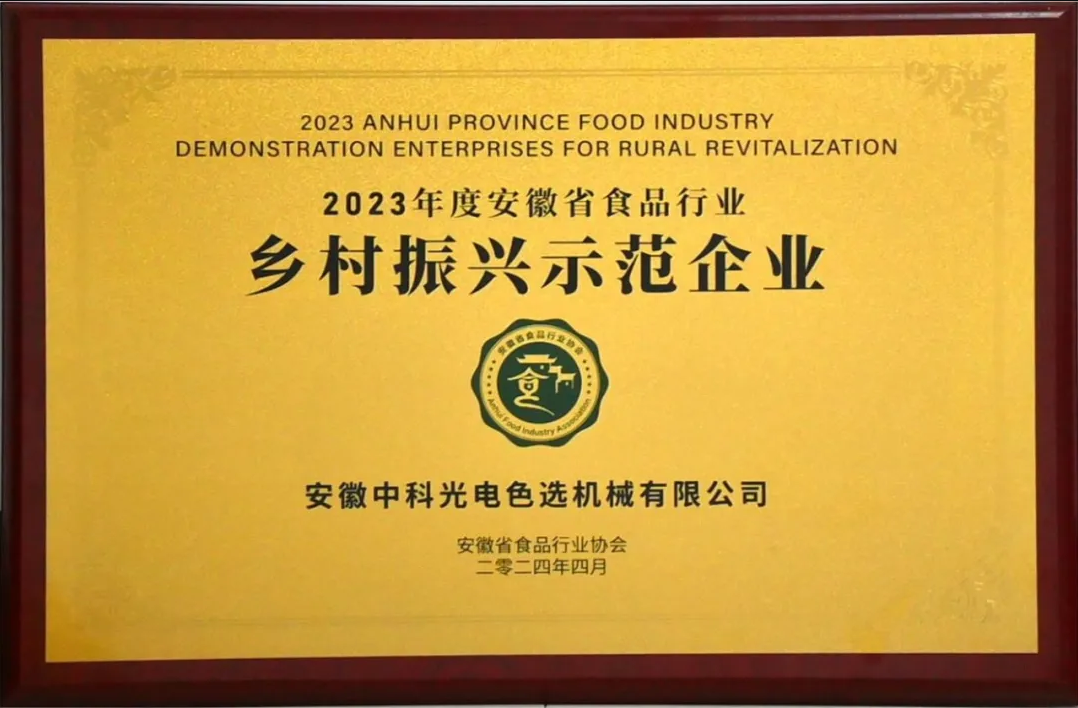 2023 ANHUI PROVINCE FOOD INDUSTRY
DEMONSTRATION ENTERPRISES FOR RURAL REVITALIZATION
2023年度安徽省食品行业
乡村振兴示范企业
安徽省食品行业协会
Anhui Food Industry Association
安徽中科光电色选机械有限公司
安徽省食品行业协会
二零二四年四月